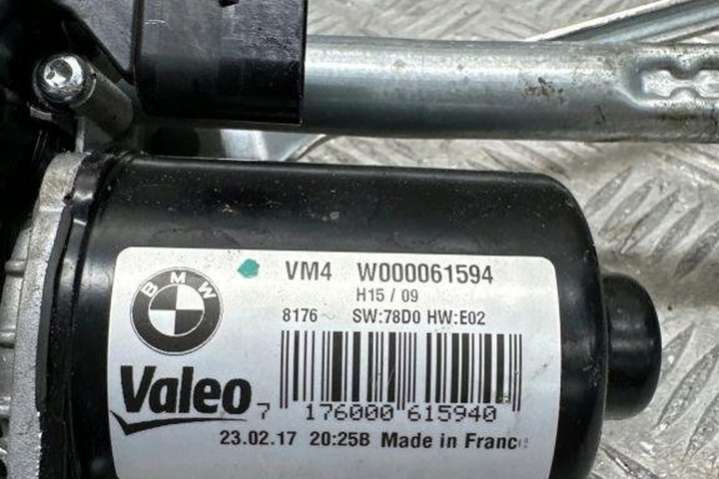 BMW
VM4 W000061594
H15 / 09
8176 SW:78D0 HW:E02
Valeo
7 176000 615940
23.02.17 20:25B Made in Franc